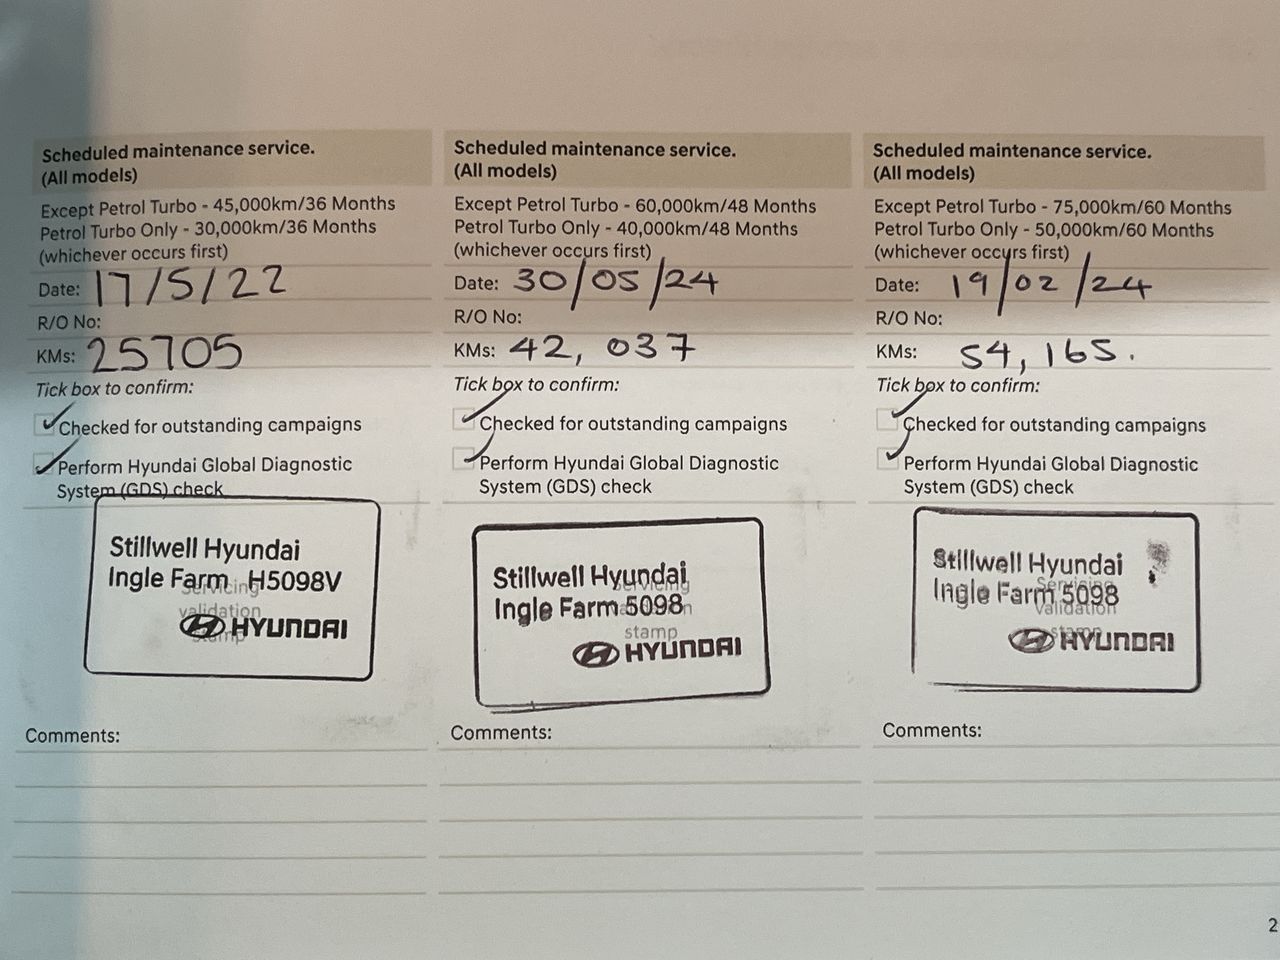 Scheduled maintenance service.
(All models)
Except Petrol Turbo - 45,000km/36 Months
Petrol Turbo Only - 30,000km/36 Months
(whichever occurs first)
Date: 17/5/22
R/O No:
KMs: 25705
Tick box to confirm:
Checked for outstanding campaigns
Perform Hyundai Global Diagnostic
System (GDS) check
Stillwell Hyundai
Ingle Farm H5098V
Servicing
validation
stamp
HYUNDAI
Comments:
Scheduled maintenance service.
(All models)
Except Petrol Turbo - 60,000km/48 Months
Petrol Turbo Only - 40,000km/48 Months
(whichever occurs first)
Date: 30/05/24
R/O No:
KMs: 42,037
Tick box to confirm:
Checked for outstanding campaigns
Perform Hyundai Global Diagnostic
System (GDS) check
Stillwell Hyundai
Servicing
Ingle Farm 5098
stamp
HYUNDAI
Comments:
Scheduled maintenance service.
(All models)
Except Petrol Turbo - 75,000km/60 Months
Petrol Turbo Only - 50,000km/60 Months
(whichever occurs first)
Date: 19/02/24
R/O No:
KMs: 54,165.
Tick box to confirm:
Checked for outstanding campaigns
Perform Hyundai Global Diagnostic
System (GDS) check
Stillwell Hyundai
Servicing
Ingle Farm 5098
validation
stamp
HYUNDAI
Comments:
2